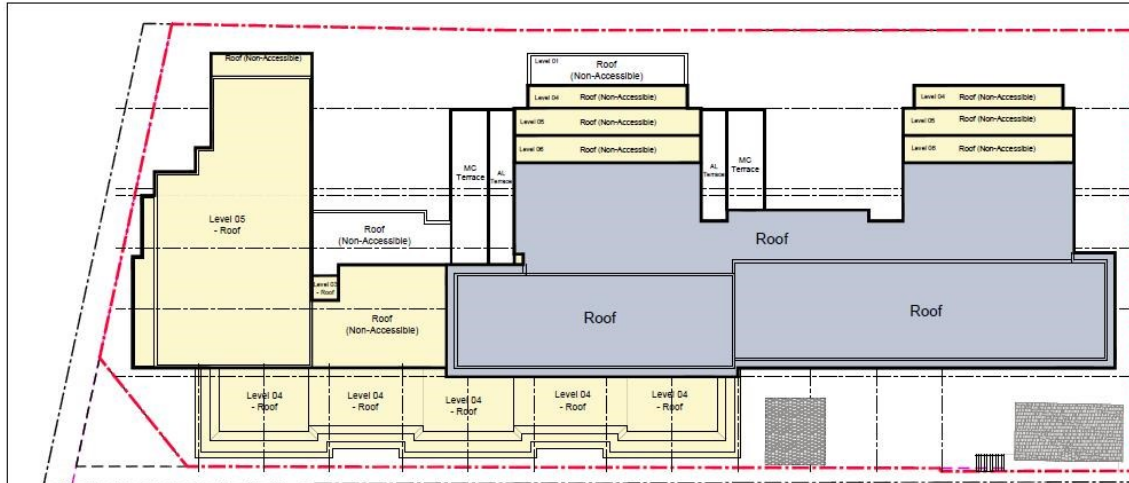 Roof (Non-Accessible)
Level 01
Roof
(Non-Accessible)
Level 04
Roof (Non-Accessible)
Level 04
Roof (Non-Accessible)
Level 05
Roof (Non-Accessible)
Level 05
Roof (Non-Accessible)
Level 06
Roof (Non-Accessible)
Level 06
Roof (Non-Accessible)
MC
Terrace
AL
Terrace
AL
Terrace
MC
Terrace
Level 05
- Roof
Roof
(Non-Accessible)
Roof
Level 03
- Roof
Roof
(Non-Accessible)
Roof
Roof
Level 04
- Roof
Level 04
- Roof
Level 04
- Roof
Level 04
- Roof
Level 04
- Roof